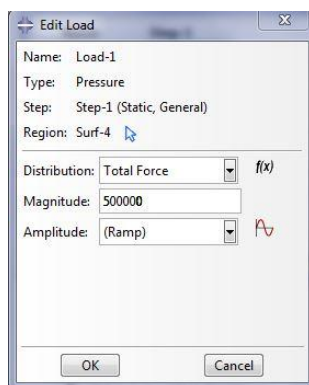 Edit Load
Name: Load-1
Type: Pressure
Step: Step-1 (Static, General)
Region: Surf-4
Distribution: Total Force f(x)
Magnitude: 500000
Amplitude: (Ramp)
OK Cancel